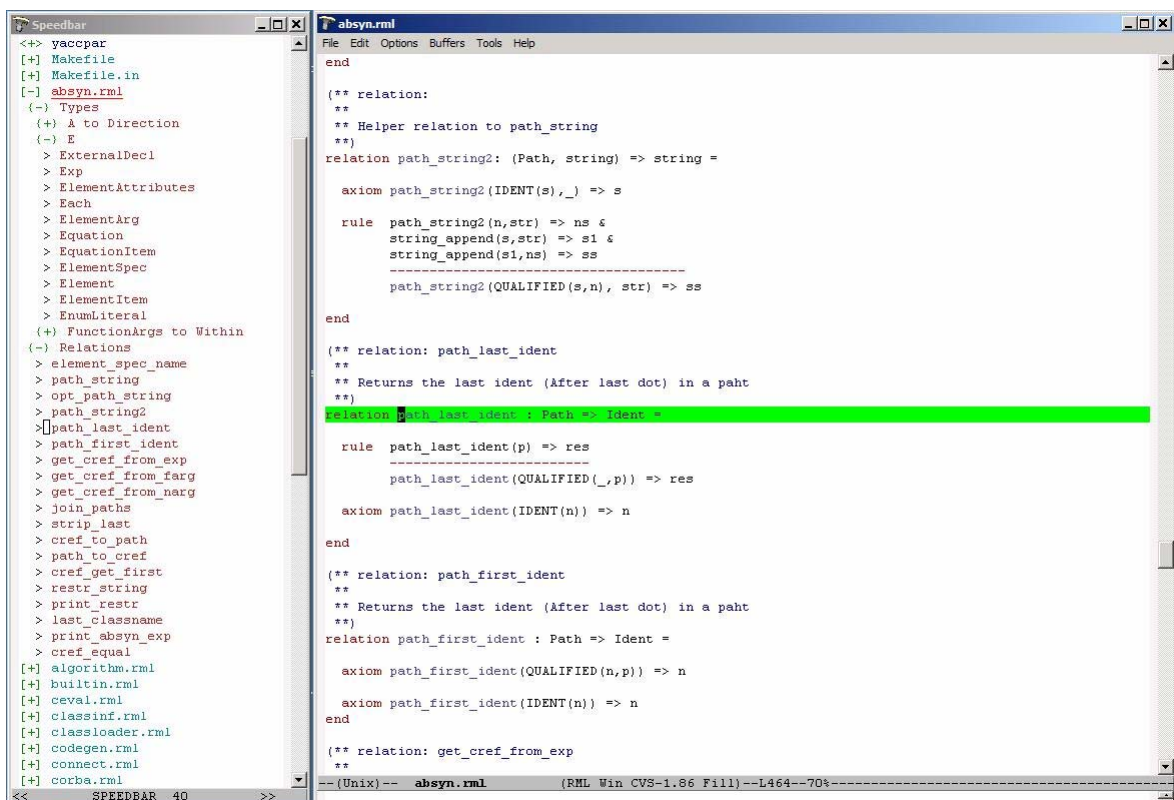 Speedbar
<+> yaccpar
[+] Makefile
[+] Makefile.in
[-] absyn.rml
{-} Types
{+} A to Direction
{-} E
> ExternalDecl
> Exp
> ElementAttributes
> Each
> ElementArg
> Equation
> EquationItem
> ElementSpec
> Element
> ElementItem
> EnumLiteral
{+} FunctionArgs to Within
{-} Relations
> element_spec_name
> path_string
> opt_path_string
> path_string2
> path_last_ident
> path_first_ident
> get_cref_from_exp
> get_cref_from_farg
> get_cref_from_narg
> join_paths
> strip_last
> cref_to_path
> path_to_cref
> cref_get_first
> restr_string
> print_restr
> last_classname
> print_absyn_exp
> cref_equal
[+] algorithm.rml
[+] builtin.rml
[+] ceval.rml
[+] classinf.rml
[+] classloader.rml
[+] codegen.rml
[+] connect.rml
[+] corba.rml
<< SPEEDBAR 40 >>
absyn.rml
File Edit Options Buffers Tools Help
end
(** relation:
**
** Helper relation to path_string
**)
relation path_string2: (Path, string) => string =
axiom path_string2(IDENT(s),_) => s
rule path_string2(n,str) => ns &
string_append(s,str) => s1 &
string_append(s1,ns) => ss
-------------------------------------
path_string2(QUALIFIED(s,n), str) => ss
end
(** relation: path_last_ident
**
** Returns the last ident (After last dot) in a paht
**)
relation path_last_ident : Path => Ident =
rule path_last_ident(p) => res
-------------------------
path_last_ident(QUALIFIED(_,p)) => res
axiom path_last_ident(IDENT(n)) => n
end
(** relation: path_first_ident
**
** Returns the last ident (After last dot) in a paht
**)
relation path_first_ident : Path => Ident =
axiom path_first_ident(QUALIFIED(n,p)) => n
axiom path_first_ident(IDENT(n)) => n
end
(** relation: get_cref_from_exp
**
--(Unix)-- absyn.rml (RML Win CVS-1.86 Fill)--L464--70%----------------------------------------